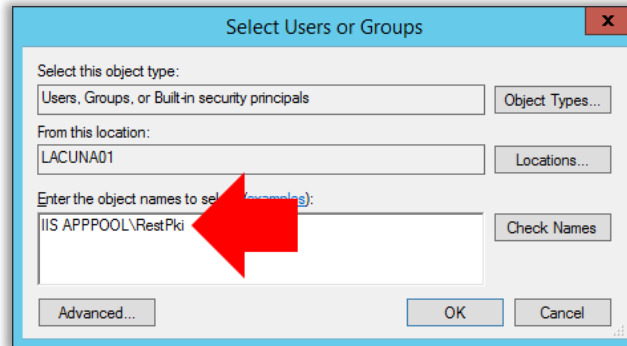 Select Users or Groups
x
Select this object type:
Users, Groups, or Built-in security principals
Object Types...
From this location:
LACUNA01
Locations...
Enter the object names to sel (examples):
IIS APPPOOL\RestPki
Check Names
Advanced...
OK
Cancel